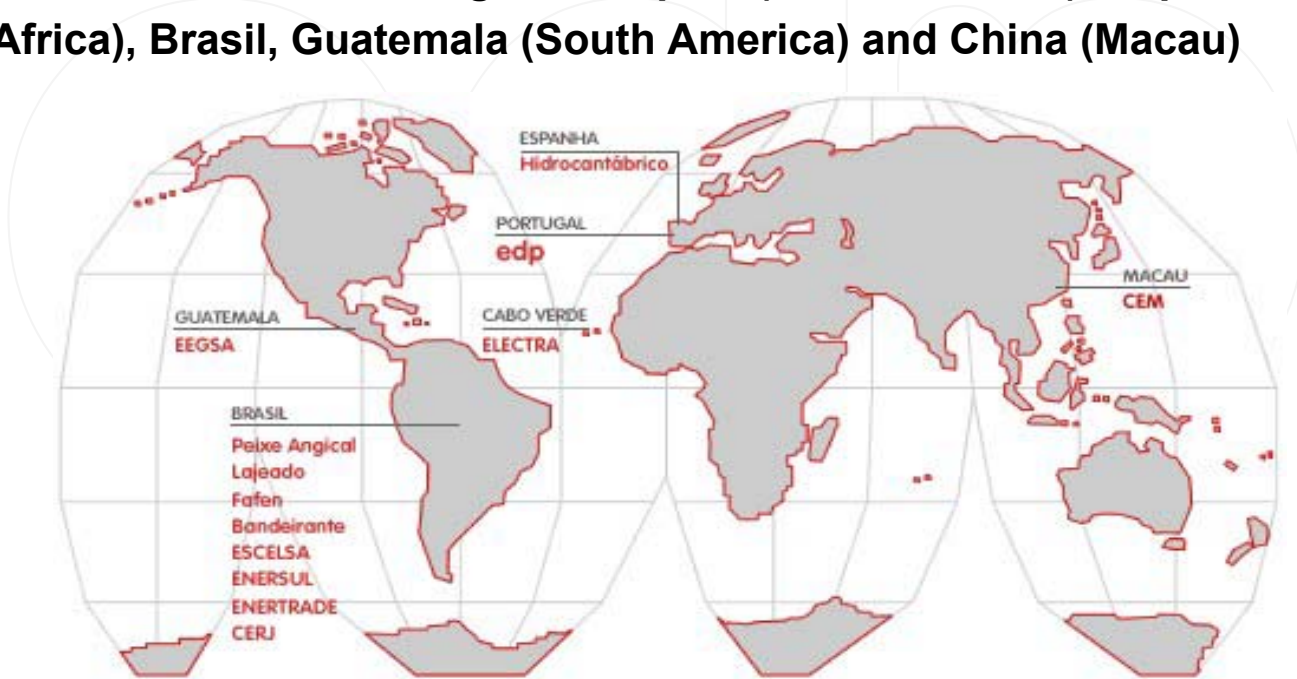 Africa), Brasil, Guatemala (South America) and China (Macau)
ESPANHA
Hidrocantábrico
PORTUGAL
edp
MACAU
CEM
GUATEMALA
EEGSA
CABO VERDE
ELECTRA
BRASIL
Peixe Angical
Lajeado
Fafen
Bandeirante
ESCELSA
ENERSUL
ENERTRADE
CERJ